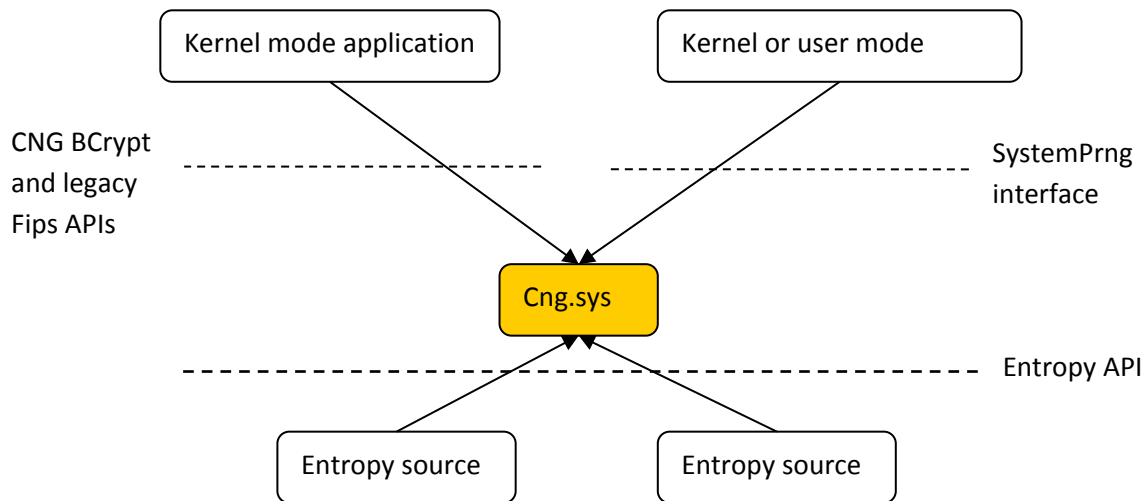 Kernel mode application
Kernel or user mode
CNG BCrypt
and legacy
Fips APIs
SystemPrng
interface
Cng.sys
Entropy API
Entropy source
Entropy source